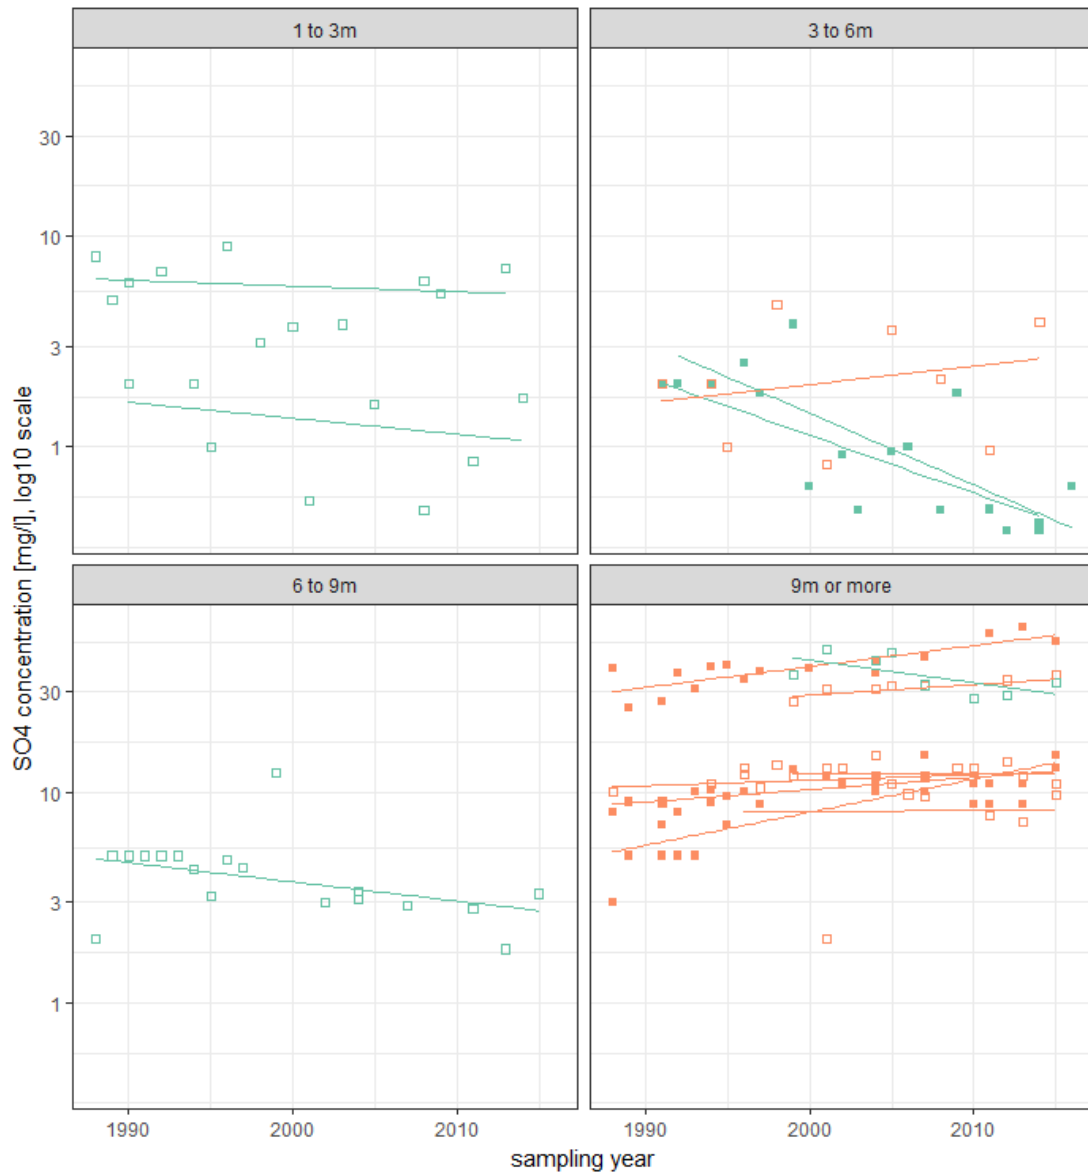 1 to 3m
3 to 6m
30
10
3
1
6 to 9m
9m or more
30
10
3
1
1990
2000
2010
1990
2000
2010
sampling year
SO4 concentration [mg/l], log10 scale